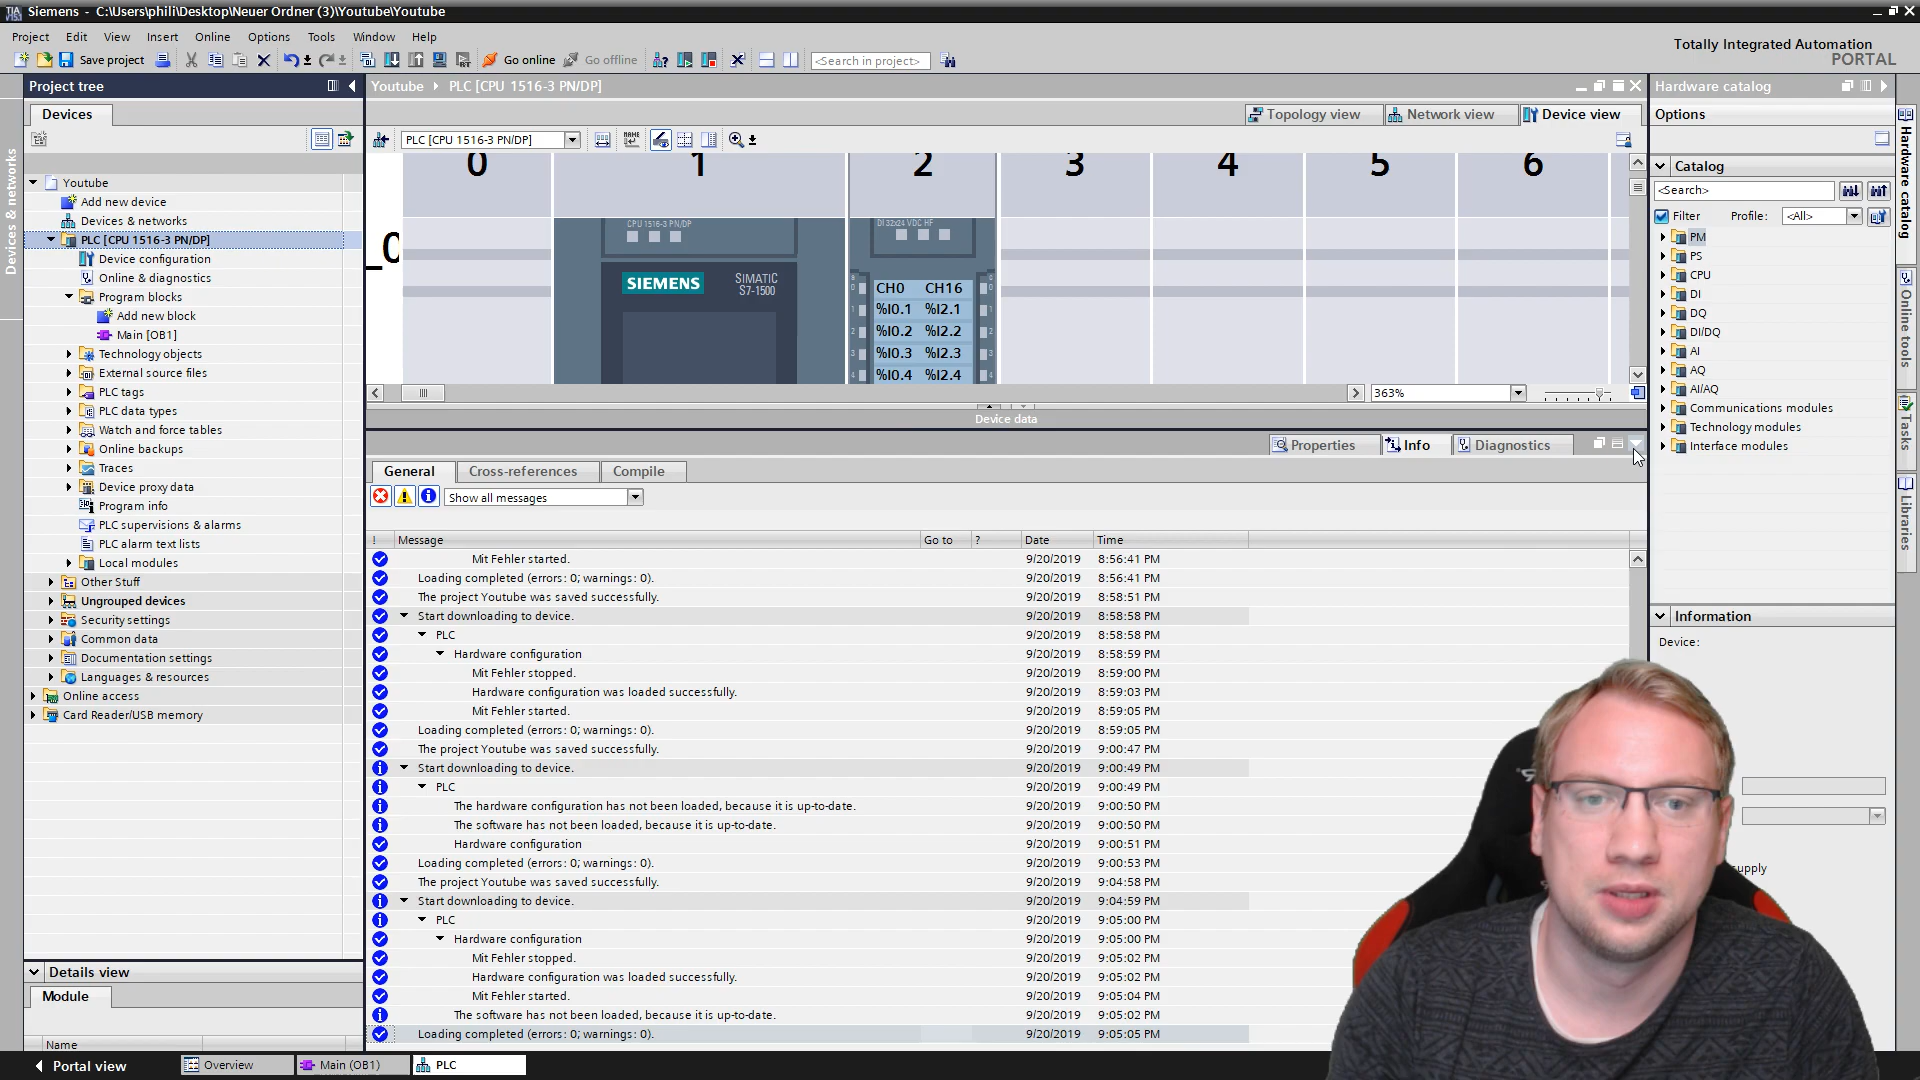 Siemens - C:\Users\phili\Desktop\Neuer Ordner (3)\Youtube\Youtube
Project Edit View Insert Online Options Tools Window Help
Totally Integrated Automation
PORTAL
Save project
Go online
Go offline
<Search in project>
Project tree
Devices
Devices & networks
Youtube
Add new device
Devices & networks
PLC [CPU 1516-3 PN/DP]
Device configuration
Online & diagnostics
Program blocks
Add new block
Main [OB1]
Technology objects
External source files
PLC tags
PLC data types
Watch and force tables
Online backups
Traces
Device proxy data
Program info
PLC supervisions & alarms
PLC alarm text lists
Local modules
Other Stuff
Ungrouped devices
Security settings
Common data
Documentation settings
Languages & resources
Online access
Card Reader/USB memory
Details view
Module
Name
Youtube PLC [CPU 1516-3 PN/DP]
Topology view
Network view
Device view
PLC [CPU 1516-3 PN/DP]
0 1 2 3 4 5 6
_0
CPU 1516-3 PN/DP
DI 32x24 VDC HF
SIEMENS
SIMATIC
S7-1500
CH0 CH16
%I0.1 %I2.1
%I0.2 %I2.2
%I0.3 %I2.3
%I0.4 %I2.4
363%
Device data
Properties
Info
Diagnostics
General
Cross-references
Compile
Show all messages
! Message Go to ? Date Time
Mit Fehler started. 9/20/2019 8:56:41 PM
Loading completed (errors: 0; warnings: 0). 9/20/2019 8:56:41 PM
The project Youtube was saved successfully. 9/20/2019 8:58:51 PM
Start downloading to device. 9/20/2019 8:58:58 PM
PLC 9/20/2019 8:58:58 PM
Hardware configuration 9/20/2019 8:58:59 PM
Mit Fehler stopped. 9/20/2019 8:59:00 PM
Hardware configuration was loaded successfully. 9/20/2019 8:59:03 PM
Mit Fehler started. 9/20/2019 8:59:05 PM
Loading completed (errors: 0; warnings: 0). 9/20/2019 8:59:05 PM
The project Youtube was saved successfully. 9/20/2019 9:00:47 PM
Start downloading to device. 9/20/2019 9:00:49 PM
PLC 9/20/2019 9:00:49 PM
The hardware configuration has not been loaded, because it is up-to-date. 9/20/2019 9:00:50 PM
The software has not been loaded, because it is up-to-date. 9/20/2019 9:00:50 PM
Hardware configuration 9/20/2019 9:00:51 PM
Loading completed (errors: 0; warnings: 0). 9/20/2019 9:00:53 PM
The project Youtube was saved successfully. 9/20/2019 9:04:58 PM
Start downloading to device. 9/20/2019 9:04:59 PM
PLC 9/20/2019 9:05:00 PM
Hardware configuration 9/20/2019 9:05:00 PM
Mit Fehler stopped. 9/20/2019 9:05:02 PM
Hardware configuration was loaded successfully. 9/20/2019 9:05:02 PM
Mit Fehler started. 9/20/2019 9:05:04 PM
The software has not been loaded, because it is up-to-date. 9/20/2019 9:05:02 PM
Loading completed (errors: 0; warnings: 0). 9/20/2019 9:05:05 PM
Hardware catalog
Options
Catalog
<Search>
Filter Profile: <All>
PM
PS
CPU
DI
DQ
DI/DQ
AI
AQ
AI/AQ
Communications modules
Technology modules
Interface modules
Information
Device:
upply
Hardware catalog
Online tools
Tasks
Libraries
Portal view
Overview
Main (OB1)
PLC